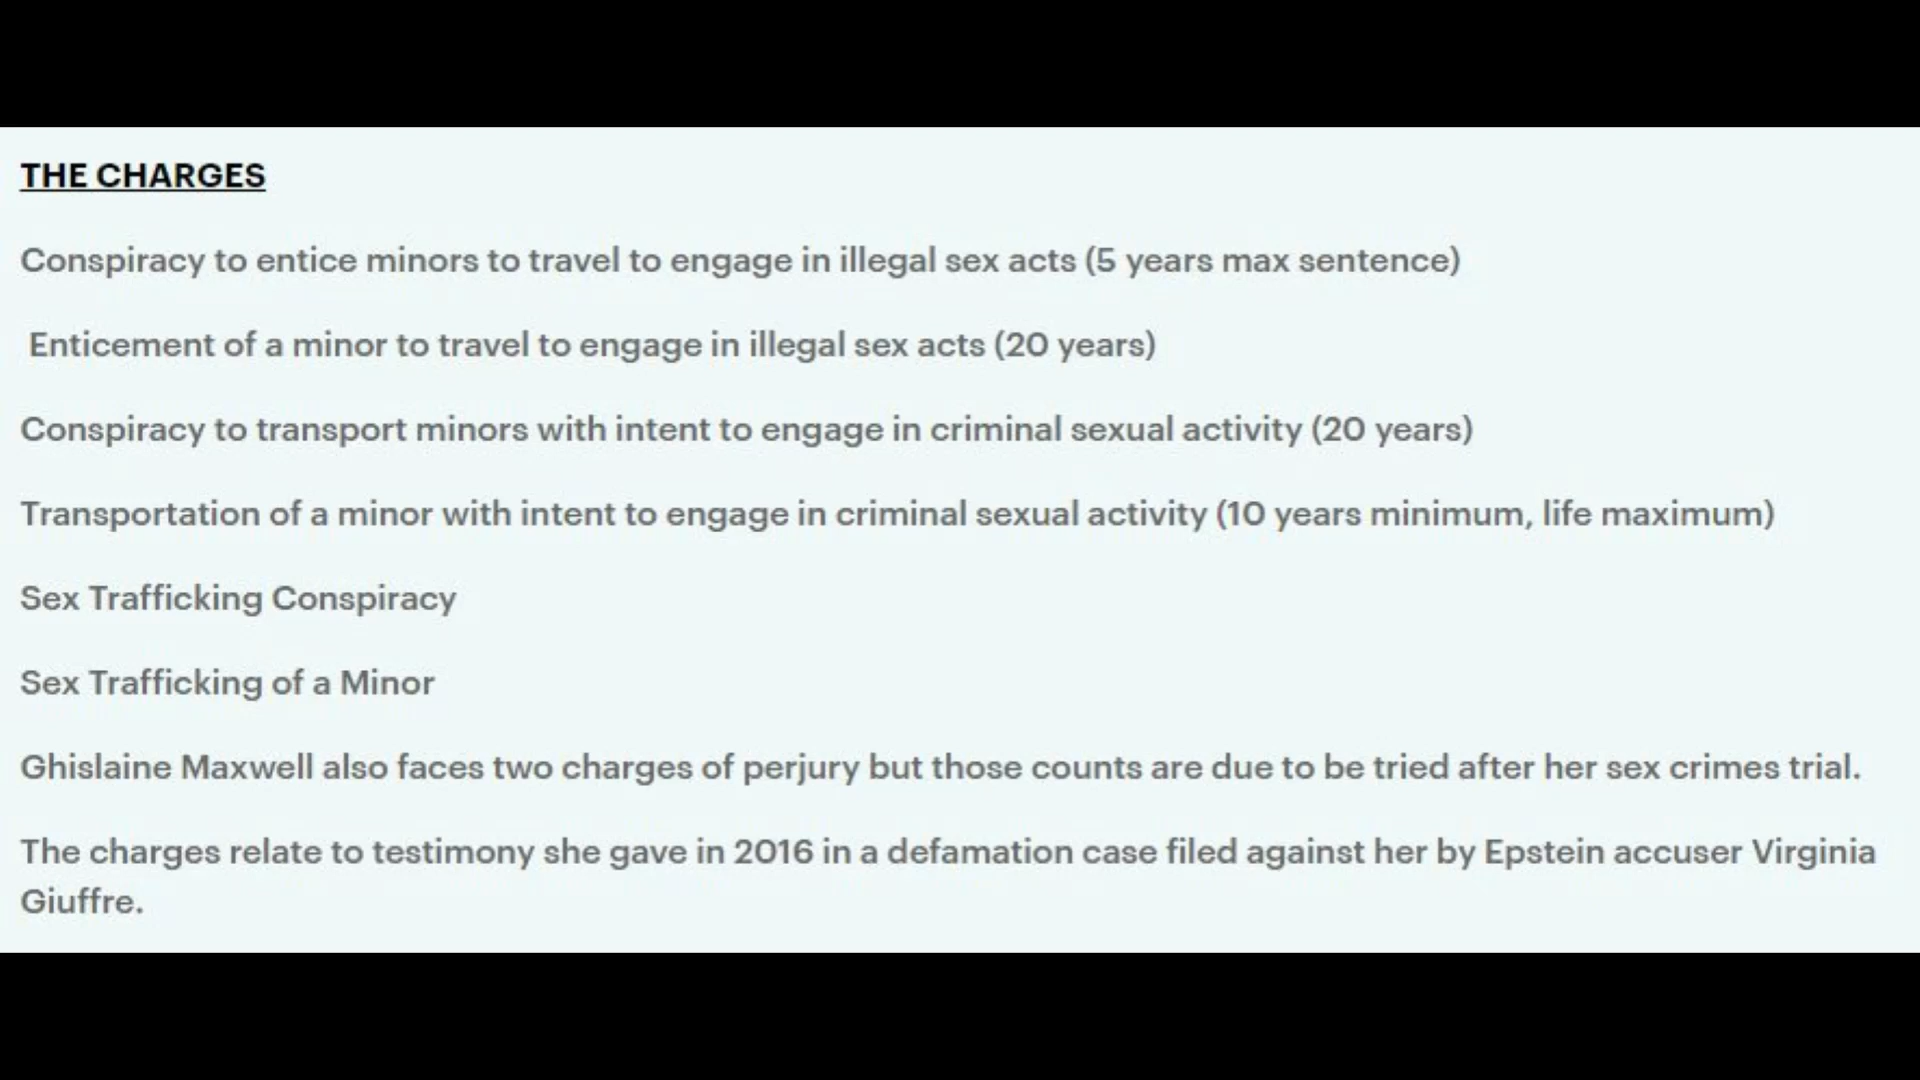 THE CHARGES
Conspiracy to entice minors to travel to engage in illegal sex acts (5 years max sentence)
Enticement of a minor to travel to engage in illegal sex acts (20 years)
Conspiracy to transport minors with intent to engage in criminal sexual activity (20 years)
Transportation of a minor with intent to engage in criminal sexual activity (10 years minimum, life maximum)
Sex Trafficking Conspiracy
Sex Trafficking of a Minor
Ghislaine Maxwell also faces two charges of perjury but those counts are due to be tried after her sex crimes trial.
The charges relate to testimony she gave in 2016 in a defamation case filed against her by Epstein accuser Virginia
Giuffre.